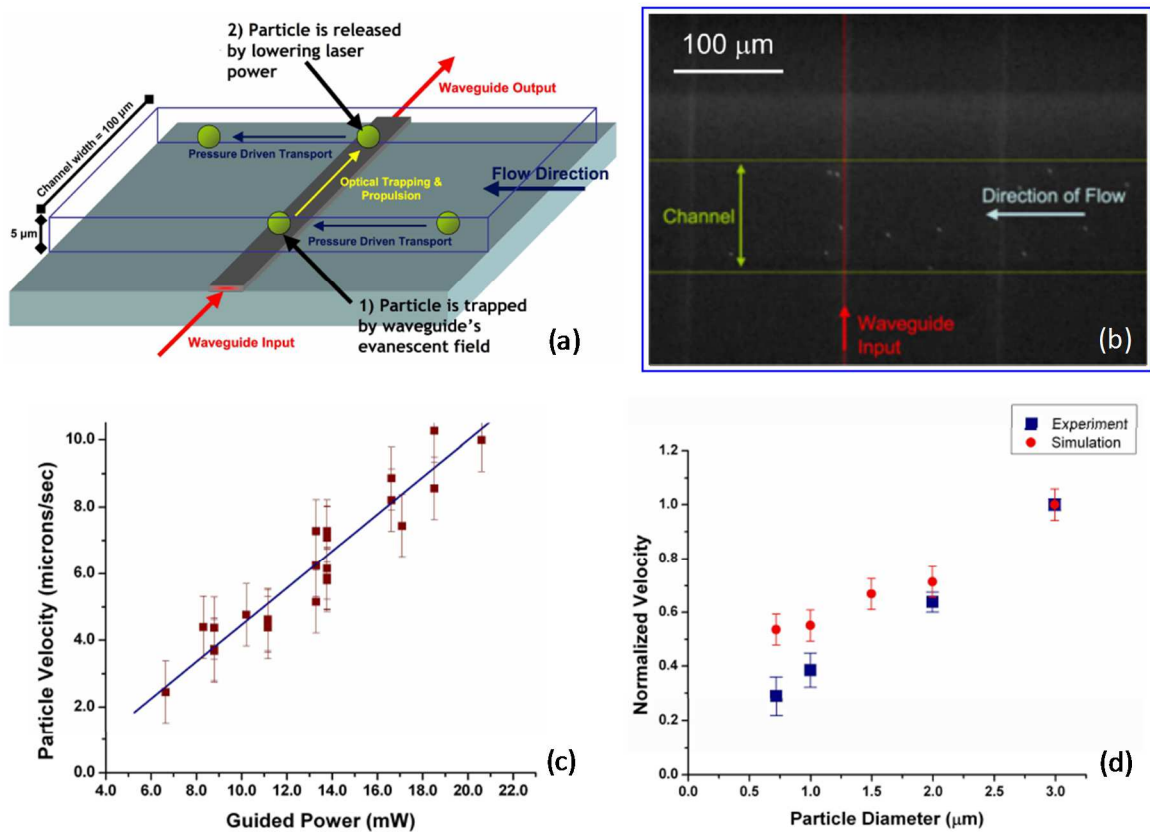 2) Particle is released
by lowering laser
power
Waveguide Output
Channel width = 100 µm
Pressure Driven Transport
Optical Trapping &
Propulsion
Flow Direction
5 µm
Pressure Driven Transport
1) Particle is trapped
by waveguide's
evanescent field
Waveguide Input
(a)
100 µm
Channel
Direction of Flow
Waveguide
Input
(b)
Particle Velocity (microns/sec)
10.0
8.0
6.0
4.0
2.0
0.0
4.0 6.0 8.0 10.0 12.0 14.0 16.0 18.0 20.0 22.0
Guided Power (mW)
(c)
Experiment
Simulation
Normalized Velocity
1.2
1.0
0.8
0.6
0.4
0.2
0.0
0.0 0.5 1.0 1.5 2.0 2.5 3.0
Particle Diameter (µm)
(d)